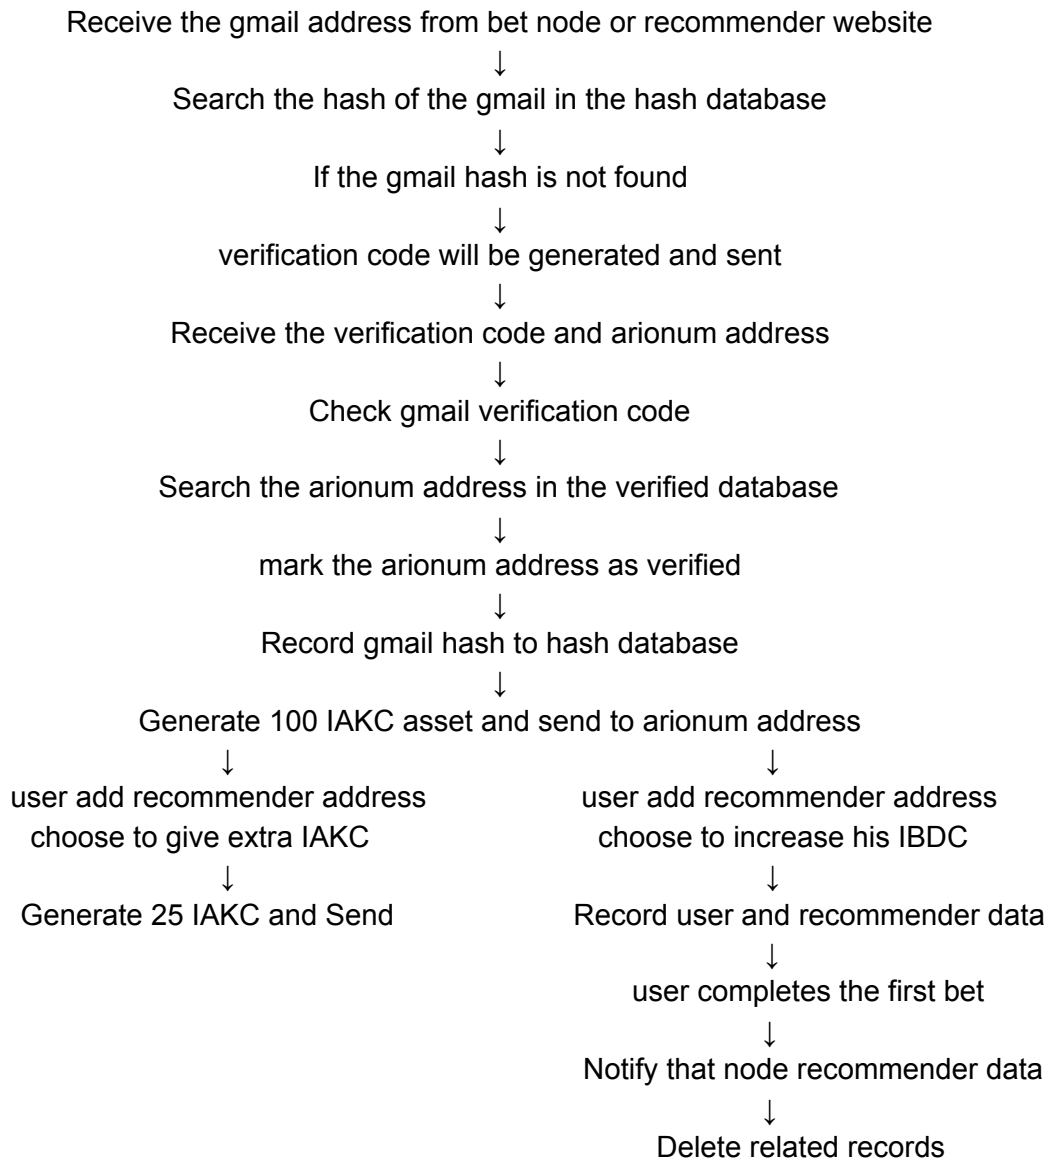 Receive the gmail address from bet node or recommender website
↓
Search the hash of the gmail in the hash database
↓
If the gmail hash is not found
↓
verification code will be generated and sent
↓
Receive the verification code and arionum address
↓
Check gmail verification code
↓
Search the arionum address in the verified database
↓
mark the arionum address as verified
↓
Record gmail hash to hash database
↓
Generate 100 IAKC asset and send to arionum address
↓
user add recommender address
choose to give extra IAKC
↓
Generate 25 IAKC and Send
↓
user add recommender address
choose to increase his IBDC
↓
Record user and recommender data
↓
user completes the first bet
↓
Notify that node recommender data
↓
Delete related records